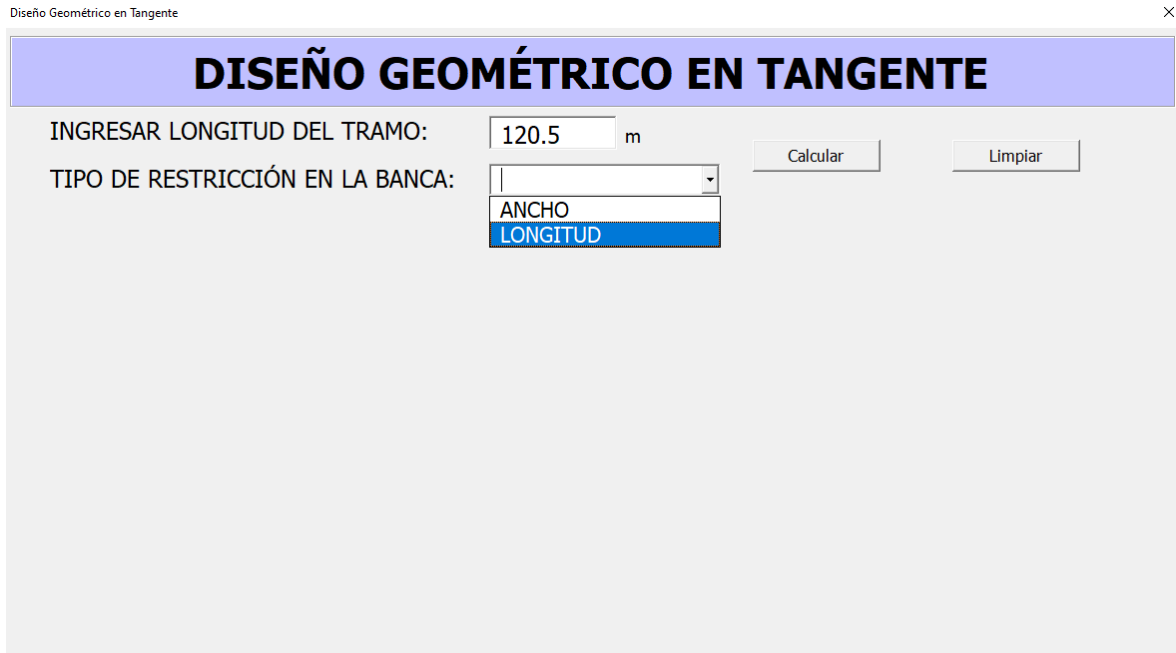 Diseño Geométrico en Tangente
DISEÑO GEOMÉTRICO EN TANGENTE
INGRESAR LONGITUD DEL TRAMO: 120.5 m
Calcular Limpiar
TIPO DE RESTRICCIÓN EN LA BANCA:
ANCHO
LONGITUD